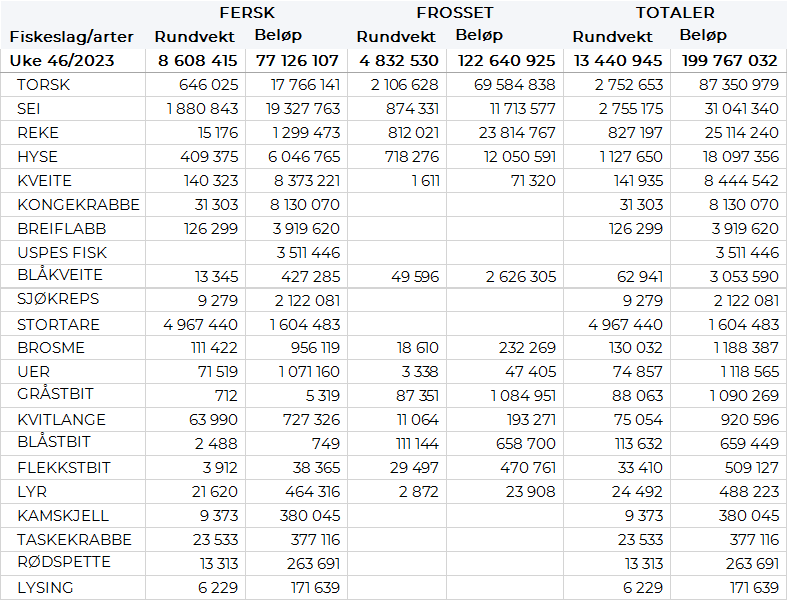 FERSK FROSSET TOTALER
Fiskeslag/arter Rundvekt Beløp Rundvekt Beløp Rundvekt Beløp
Uke 46/2023 8 608 415 77 126 107 4 832 530 122 640 925 13 440 945 199 767 032
TORSK 646 025 17 766 141 2 106 628 69 584 838 2 752 653 87 350 979
SEI 1 880 843 19 327 763 874 331 11 713 577 2 755 175 31 041 340
REKE 15 176 1 299 473 812 021 23 814 767 827 197 25 114 240
HYSE 409 375 6 046 765 718 276 12 050 591 1 127 650 18 097 356
KVEITE 140 323 8 373 221 1 611 71 320 141 935 8 444 542
KONGEKRABBE 31 303 8 130 070 31 303 8 130 070
BREIFLABB 126 299 3 919 620 126 299 3 919 620
USPES FISK 3 511 446 3 511 446
BLÅKVEITE 13 345 427 285 49 596 2 626 305 62 941 3 053 590
SJØKREPS 9 279 2 122 081 9 279 2 122 081
STORTARE 4 967 440 1 604 483 4 967 440 1 604 483
BROSME 111 422 956 119 18 610 232 269 130 032 1 188 387
UER 71 519 1 071 160 3 338 47 405 74 857 1 118 565
GRÅSTBIT 712 5 319 87 351 1 084 951 88 063 1 090 269
KVITLANGE 63 990 727 326 11 064 193 271 75 054 920 596
BLÅSTBIT 2 488 749 111 144 658 700 113 632 659 449
FLEKKSTBIT 3 912 38 365 29 497 470 761 33 410 509 127
LYR 21 620 464 316 2 872 23 908 24 492 488 223
KAMSKJELL 9 373 380 045 9 373 380 045
TASKEKRABBE 23 533 377 116 23 533 377 116
RØDSPETTE 13 313 263 691 13 313 263 691
LYSING 6 229 171 639 6 229 171 639